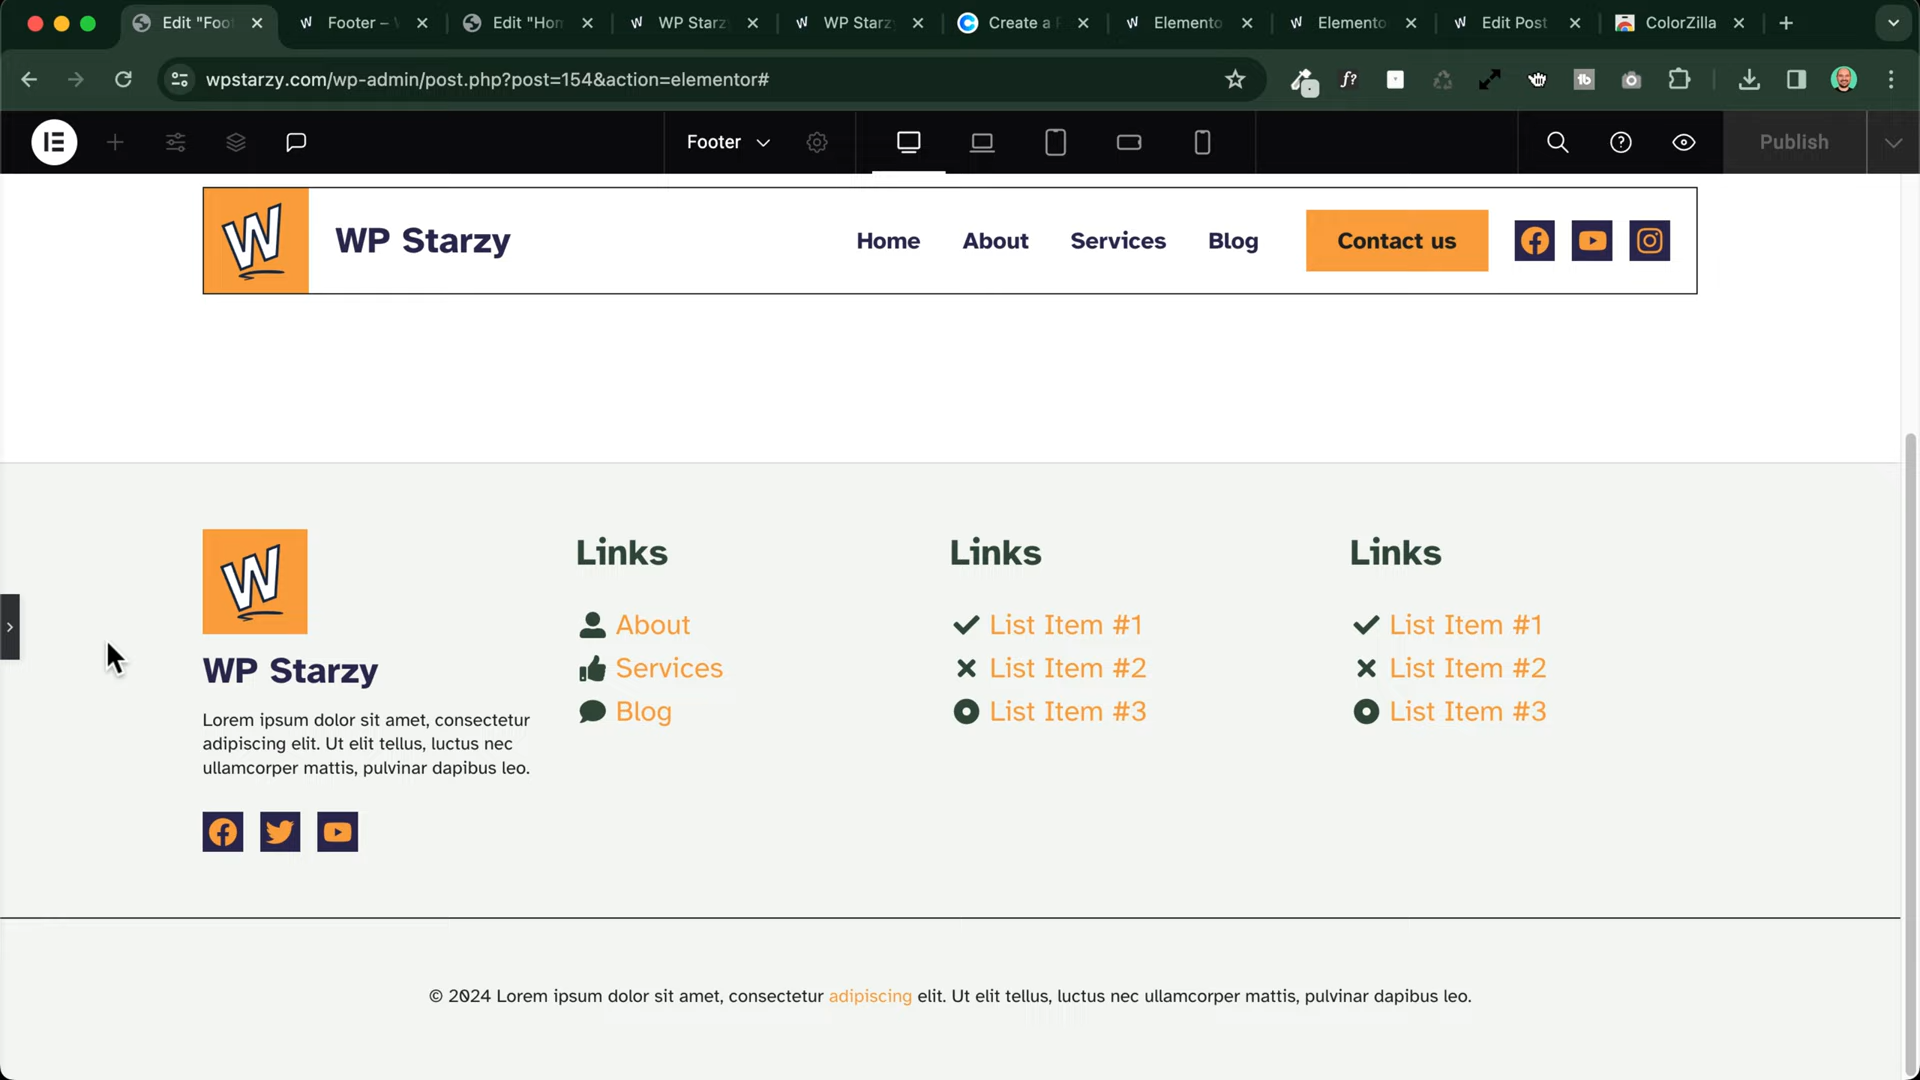 Edit "Foot
Footer –
Edit "Hom
WP Starz
WP Starzy
Create a
Elemento
Elemento
Edit Post
ColorZilla
wpstarzy.com/wp-admin/post.php?post=154&action=elementor#
f?
tb
Footer
Publish
W
WP Starzy
Home
About
Services
Blog
Contact us
W
WP Starzy
Lorem ipsum dolor sit amet, consectetur
adipiscing elit. Ut elit tellus, luctus nec
ullamcorper mattis, pulvinar dapibus leo.
Links
About
Services
Blog
Links
List Item #1
List Item #2
List Item #3
Links
List Item #1
List Item #2
List Item #3
© 2024 Lorem ipsum dolor sit amet, consectetur adipiscing elit. Ut elit tellus, luctus nec ullamcorper mattis, pulvinar dapibus leo.